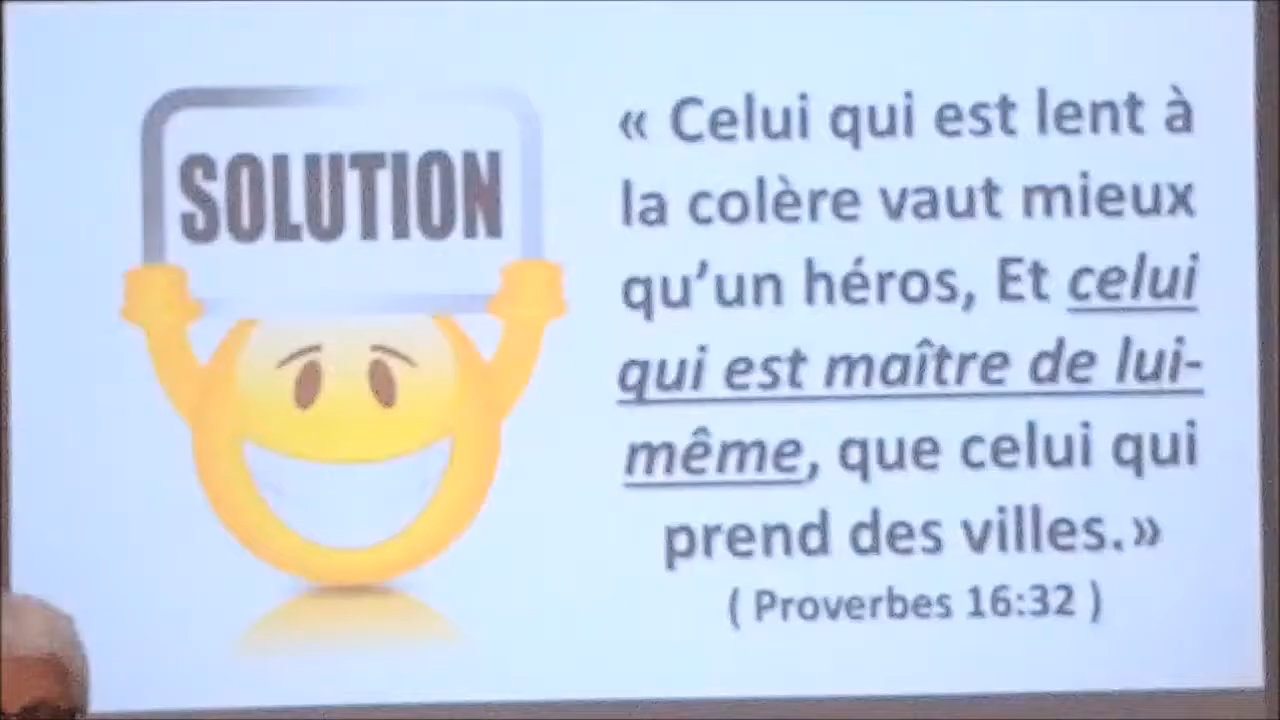 SOLUTION
« Celui qui est lent à
la colère vaut mieux
qu'un héros, Et celui
qui est maître de lui-
même, que celui qui
prend des villes.»
( Proverbes 16:32 )